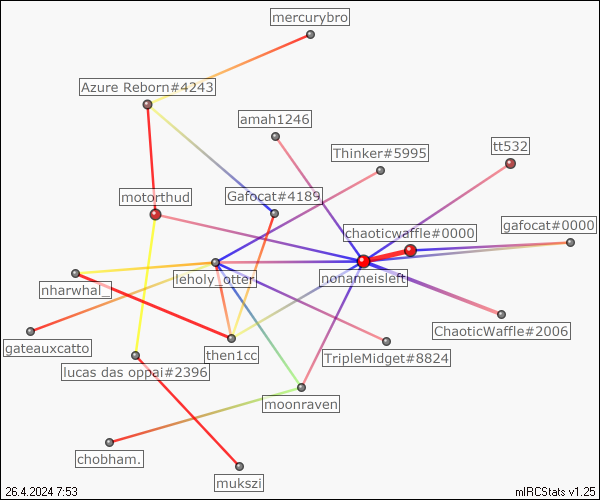 mercurybro
Azure Reborn#4243
amah1246
Thinker#5995
tt532
motorthud
Gafocat#4189
chaoticwaffle#0000
gafocat#0000
leholy_otter
nonameisleft
nharwhal_
ChaoticWaffle#2006
gateauxcatto
then1cc
TripleMidget#8824
lucas das oppai#2396
moonraven
chobham.
mukszi
26.4.2024 7:53
mIRCStats v1.25